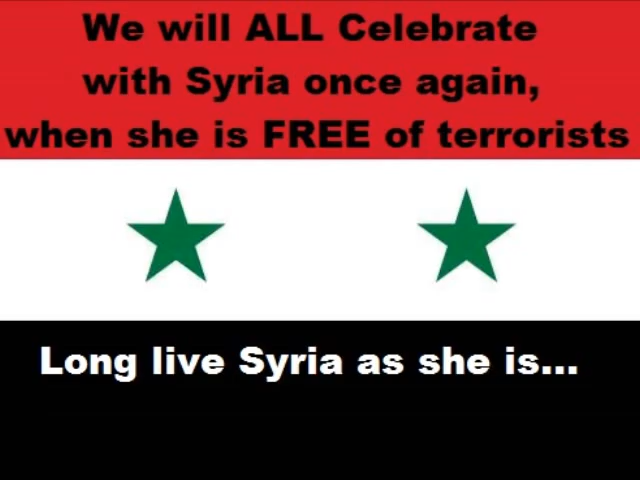 We will ALL Celebrate
with Syria once again,
when she is FREE of terrorists
Long live Syria as she is...